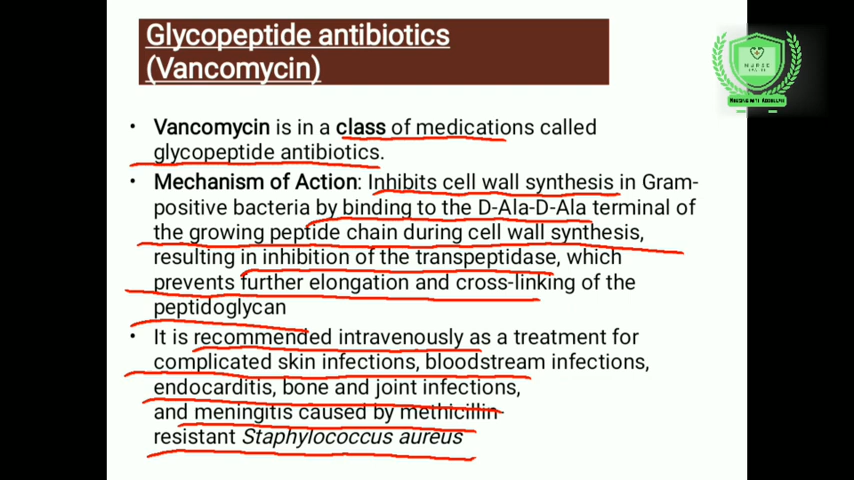 Glycopeptide antibiotics
(Vancomycin)
• Vancomycin is in a class of medications called
glycopeptide antibiotics.
• Mechanism of Action: Inhibits cell wall synthesis in Gram-
positive bacteria by binding to the D-Ala-D-Ala terminal of
the growing peptide chain during cell wall synthesis,
resulting in inhibition of the transpeptidase, which
prevents further elongation and cross-linking of the
peptidoglycan
• It is recommended intravenously as a treatment for
complicated skin infections, bloodstream infections,
endocarditis, bone and joint infections,
and meningitis caused by methicillin-
resistant Staphylococcus aureus
NURSE